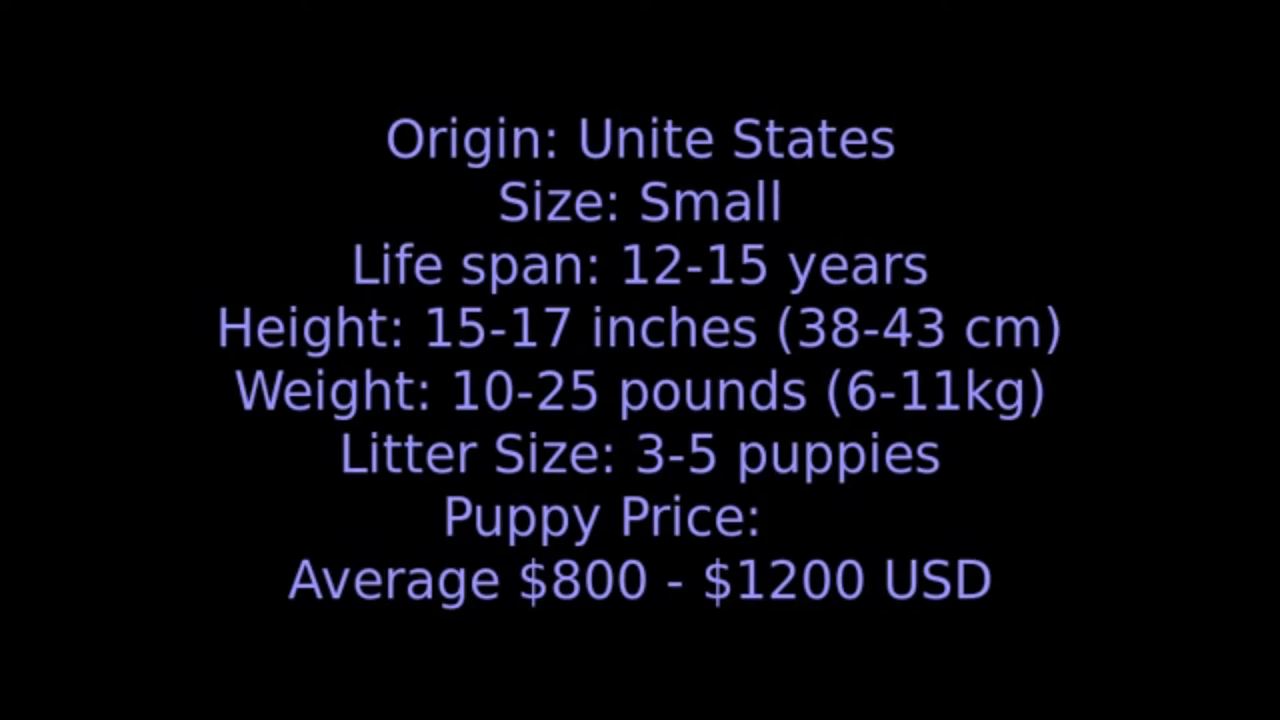 Origin: Unite States
Size: Small
Life span: 12-15 years
Height: 15-17 inches (38-43 cm)
Weight: 10-25 pounds (6-11kg)
Litter Size: 3-5 puppies
Puppy Price:
Average $800 - $1200 USD